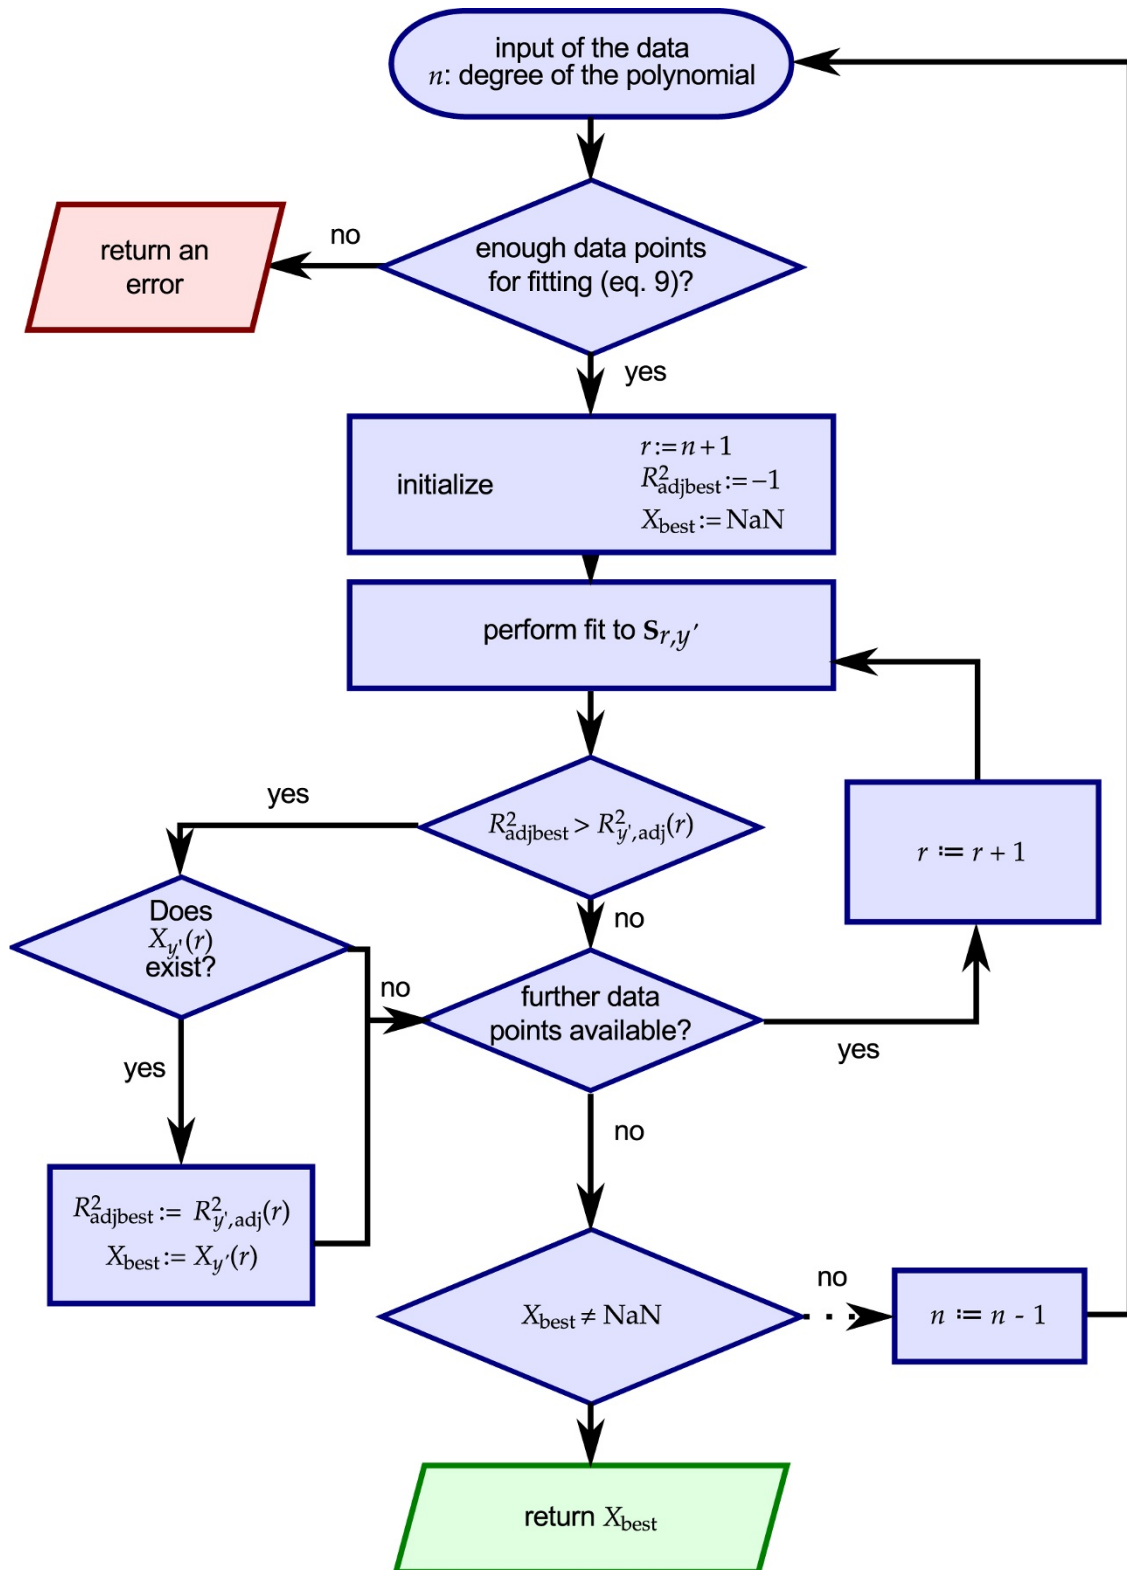 input of the data
n: degree of the polynomial
no
return an
error
enough data points
for fitting (eq. 9)?
yes
initialize
r := n + 1
R²adjbest := −1
Xbest := NaN
perform fit to Sr,y′
yes
R²adjbest > R²y′,adj(r)
r ≔ r + 1
no
Does
Xy′(r)
exist?
no
further data
points available?
yes
yes
no
R²adjbest := R²y′,adj(r)
Xbest := Xy′(r)
Xbest ≠ NaN
no
n ≔ n - 1
return Xbest